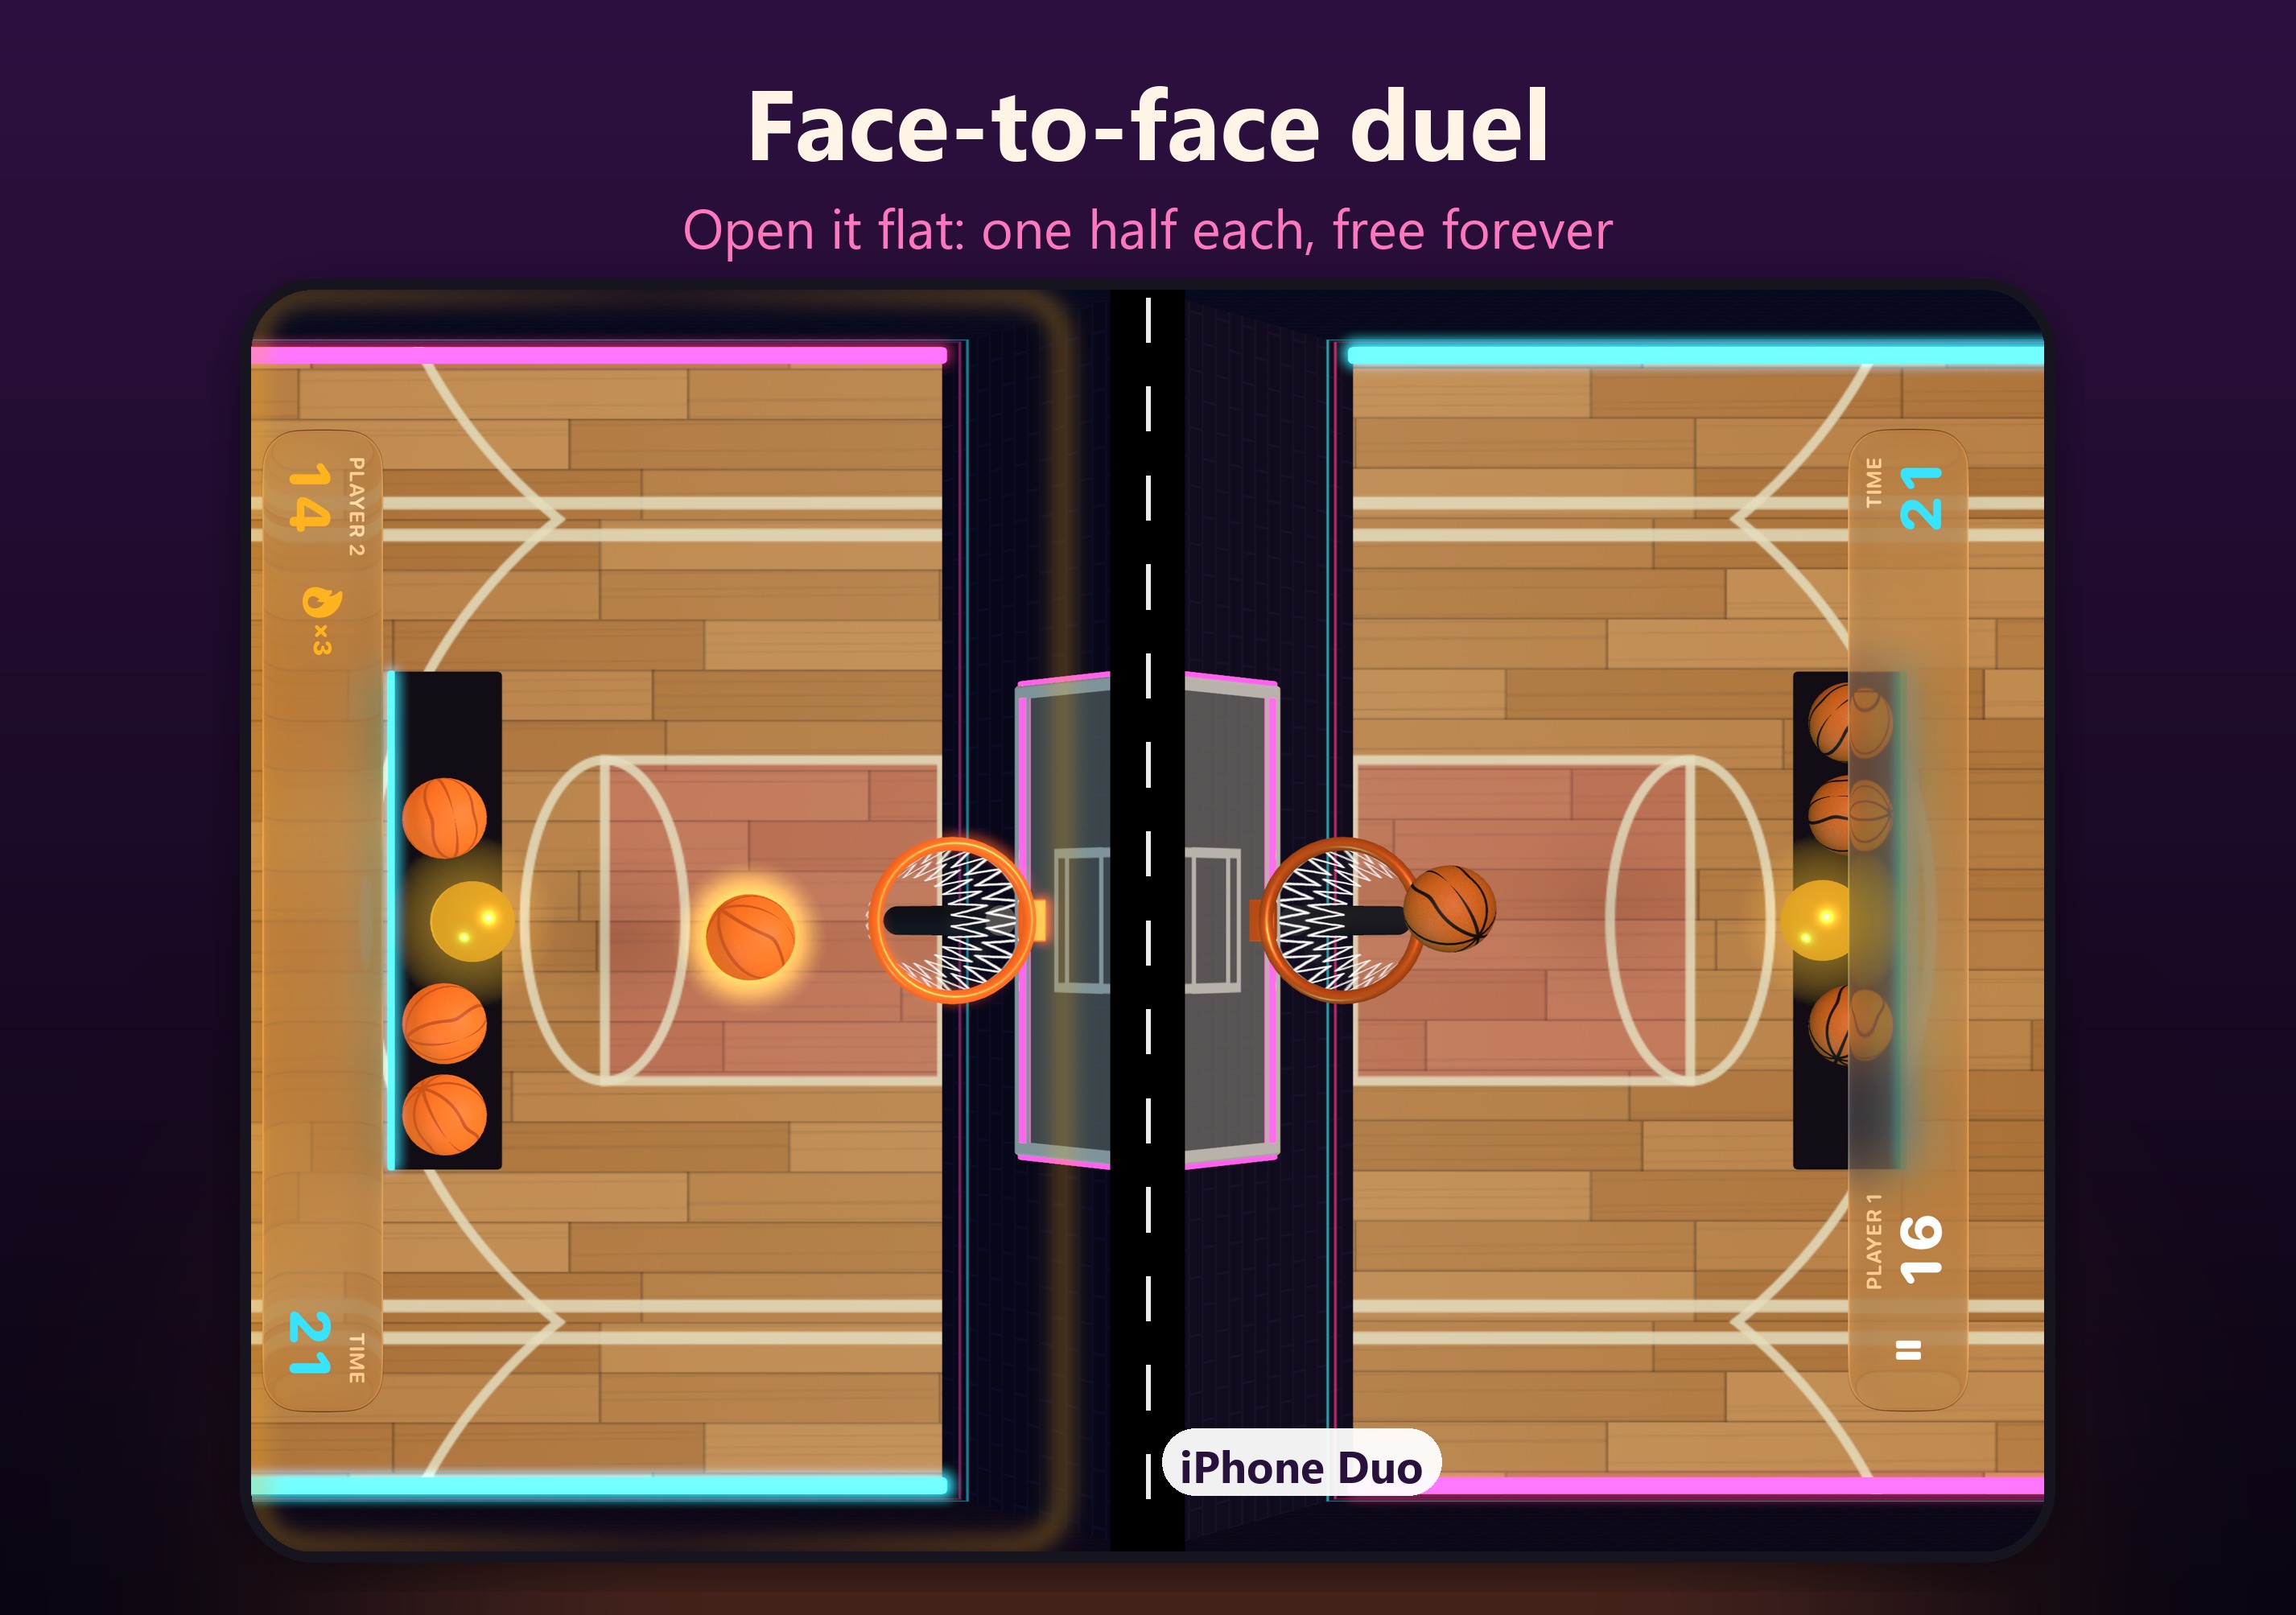 Face-to-face duel
Open it flat: one half each, free forever
PLAYER 2
14
×3
TIME
21
TIME
21
PLAYER 1
16
iPhone Duo